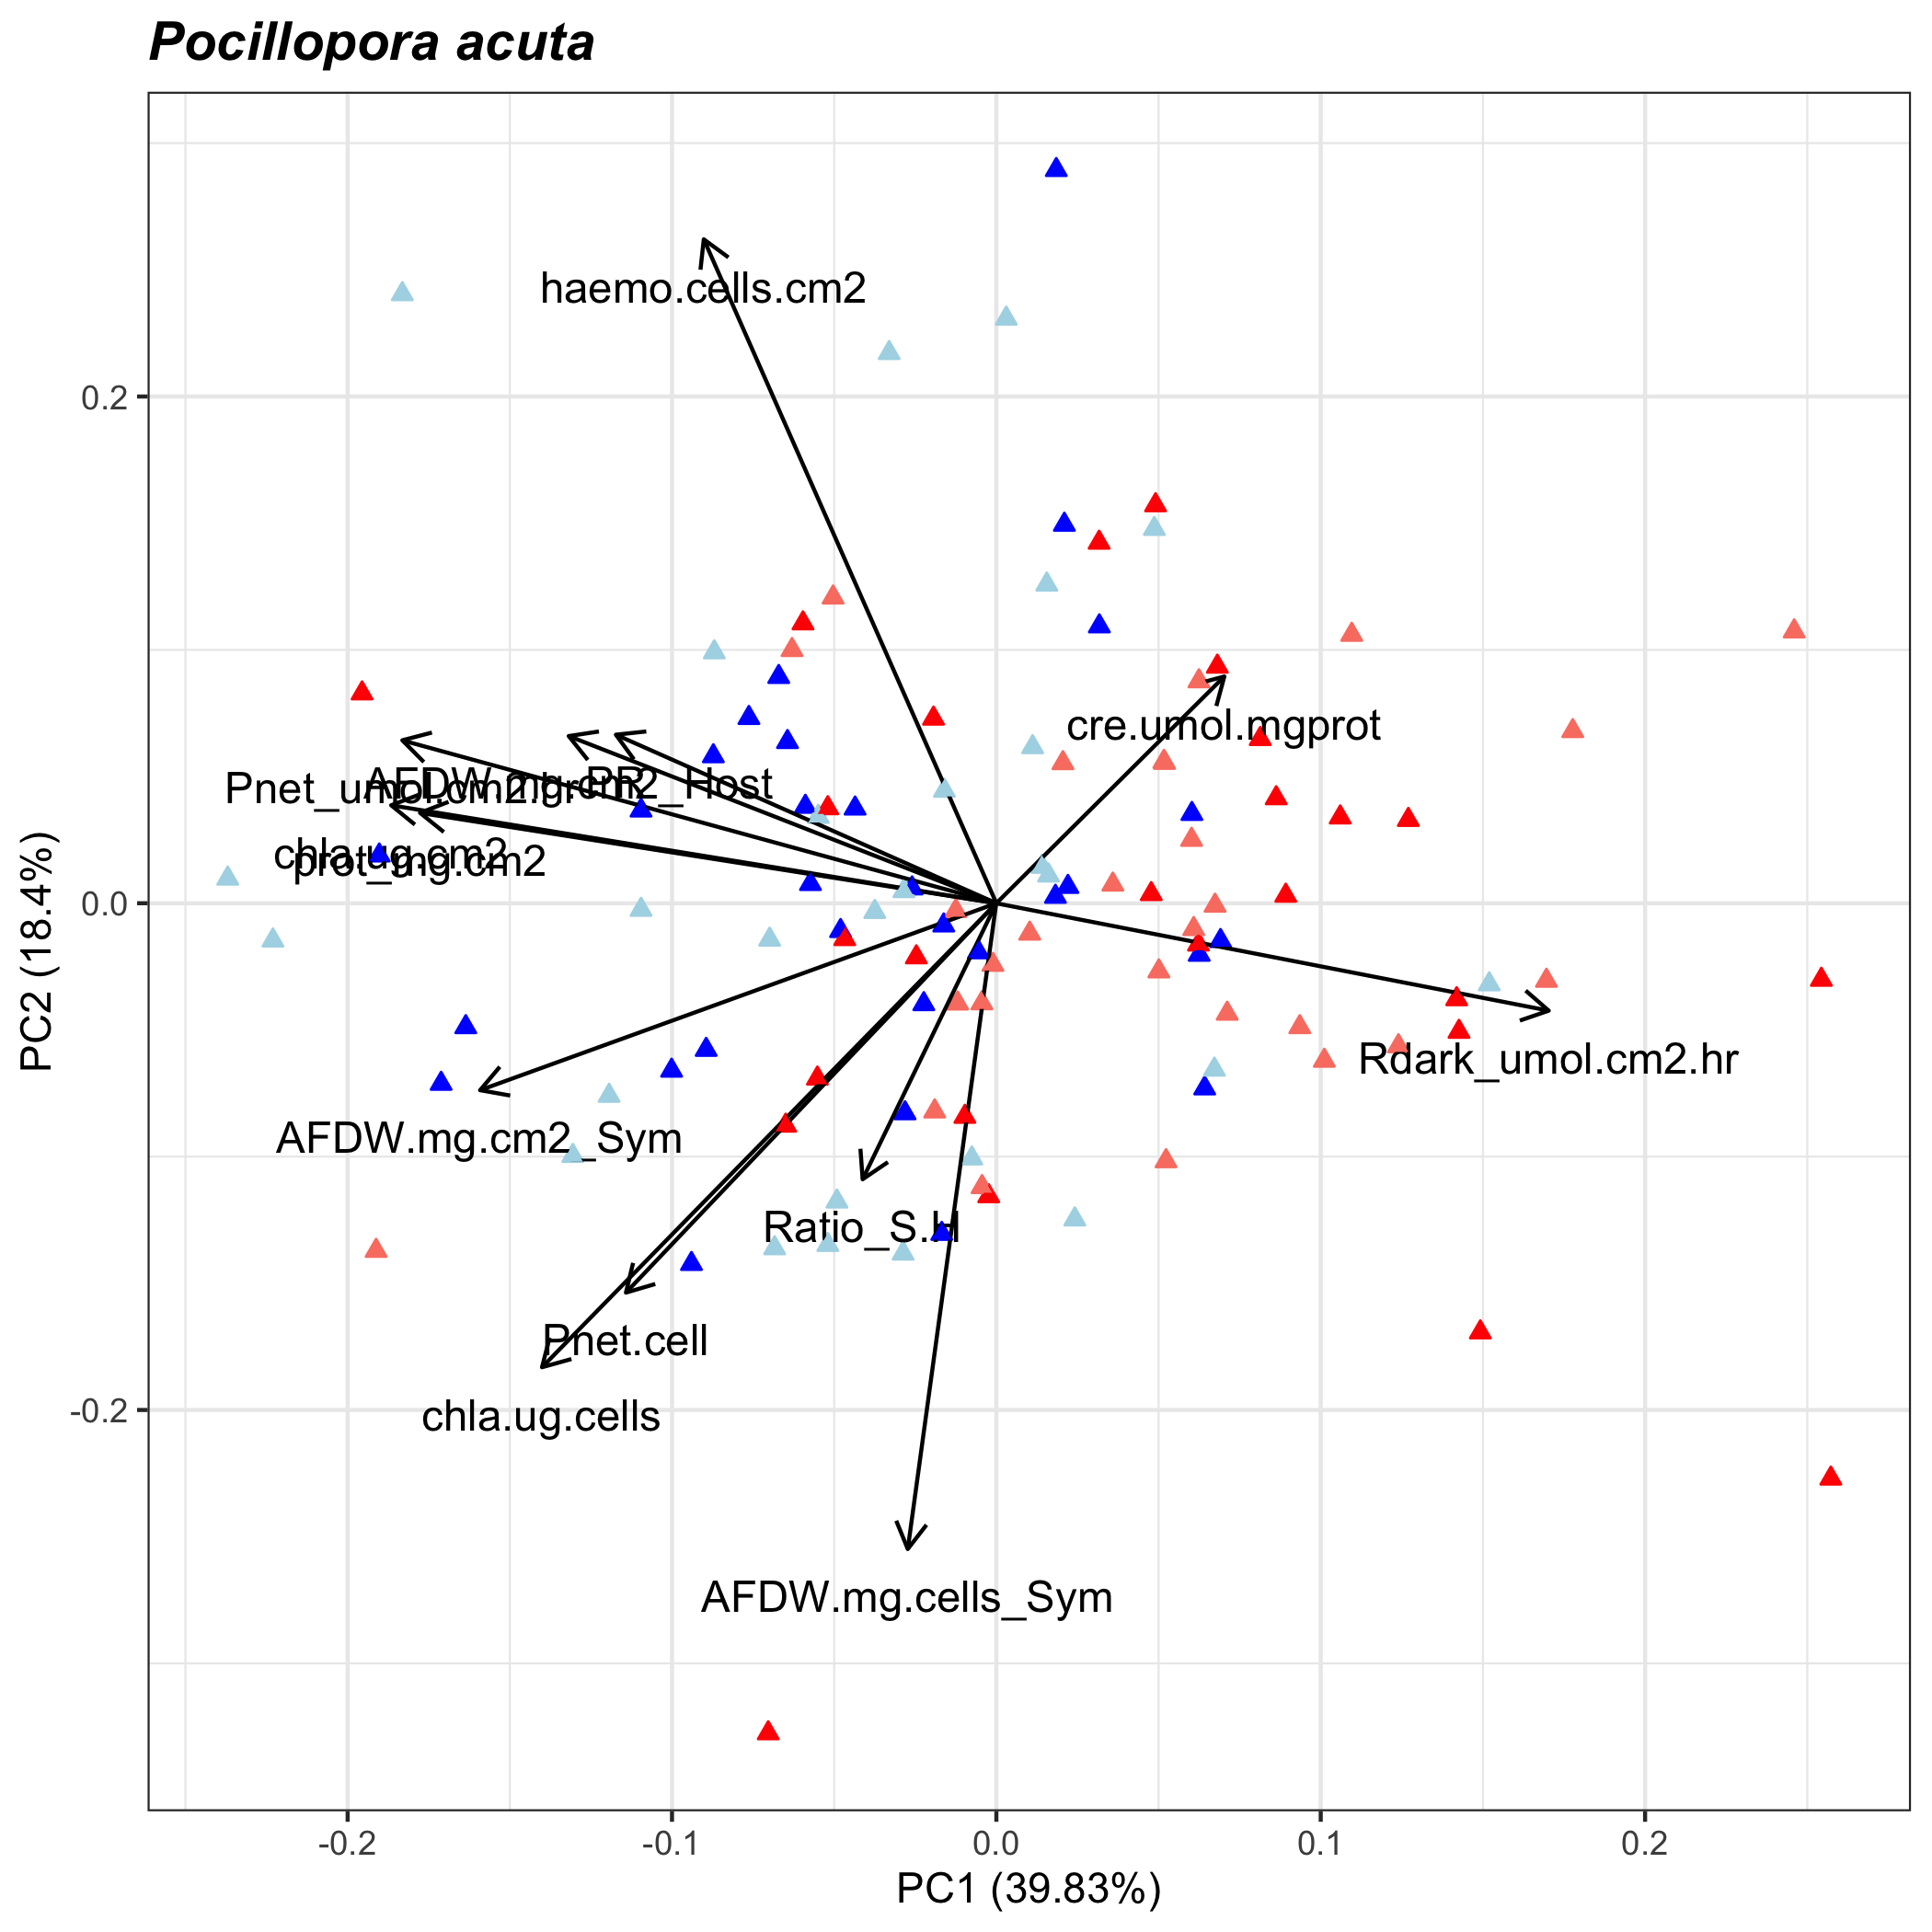 Pocillopora acuta
haemo.cells.cm2
0.2
cre.umol.mgprot
Pnet_umol.cm2.hr
AFDW.mg.cm2_Host
chla.ug.cm2
prot_mg.cm2
0.0
PC2 (18.4%)
Rdark_umol.cm2.hr
AFDW.mg.cm2_Sym
Ratio_S.H
Pnet.cell
chla.ug.cells
-0.2
AFDW.mg.cells_Sym
-0.2
-0.1
0.0
0.1
0.2
PC1 (39.83%)